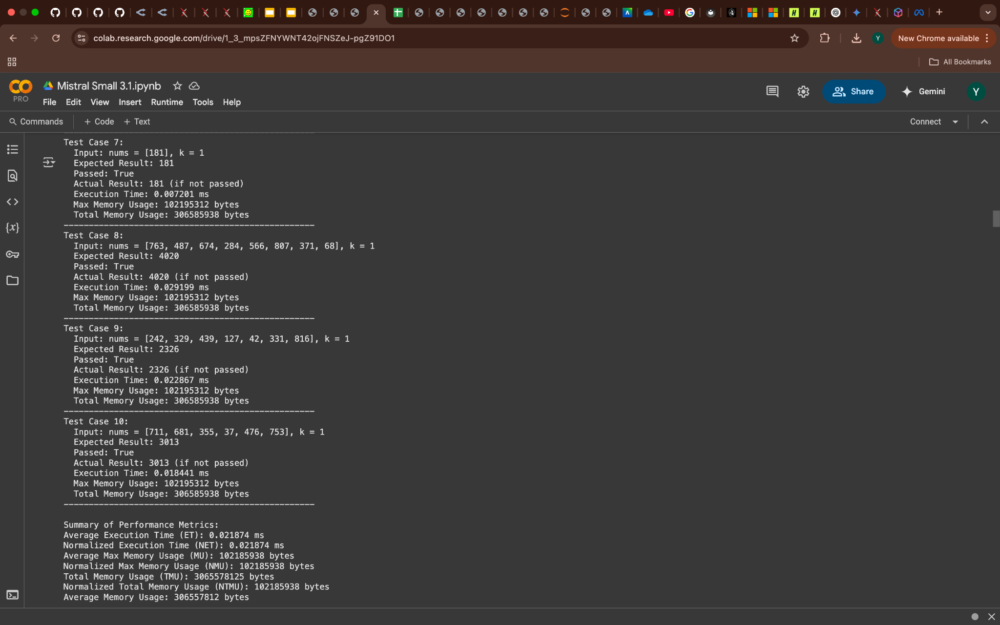 colab.research.google.com/drive/1_3_mpsZFNYWNT42ojFNSZeJ-pgZ91DO1
Y
New Chrome available
All Bookmarks
CO
PRO
Mistral Small 3.1.ipynb
File Edit View Insert Runtime Tools Help
Share
Gemini
Y
Commands
+ Code + Text
Connect
Test Case 7:
Input: nums = [181], k = 1
Expected Result: 181
Passed: True
Actual Result: 181 (if not passed)
Execution Time: 0.007201 ms
Max Memory Usage: 102195312 bytes
Total Memory Usage: 306585938 bytes
--------------------------------------------------
Test Case 8:
Input: nums = [763, 487, 674, 284, 566, 807, 371, 68], k = 1
Expected Result: 4020
Passed: True
Actual Result: 4020 (if not passed)
Execution Time: 0.029199 ms
Max Memory Usage: 102195312 bytes
Total Memory Usage: 306585938 bytes
--------------------------------------------------
Test Case 9:
Input: nums = [242, 329, 439, 127, 42, 331, 816], k = 1
Expected Result: 2326
Passed: True
Actual Result: 2326 (if not passed)
Execution Time: 0.022867 ms
Max Memory Usage: 102195312 bytes
Total Memory Usage: 306585938 bytes
--------------------------------------------------
Test Case 10:
Input: nums = [711, 681, 355, 37, 476, 753], k = 1
Expected Result: 3013
Passed: True
Actual Result: 3013 (if not passed)
Execution Time: 0.018441 ms
Max Memory Usage: 102195312 bytes
Total Memory Usage: 306585938 bytes
--------------------------------------------------
Summary of Performance Metrics:
Average Execution Time (ET): 0.021874 ms
Normalized Execution Time (NET): 0.021874 ms
Average Max Memory Usage (MU): 102185938 bytes
Normalized Max Memory Usage (NMU): 102185938 bytes
Total Memory Usage (TMU): 3065578125 bytes
Normalized Total Memory Usage (NTMU): 102185938 bytes
Average Memory Usage: 306557812 bytes